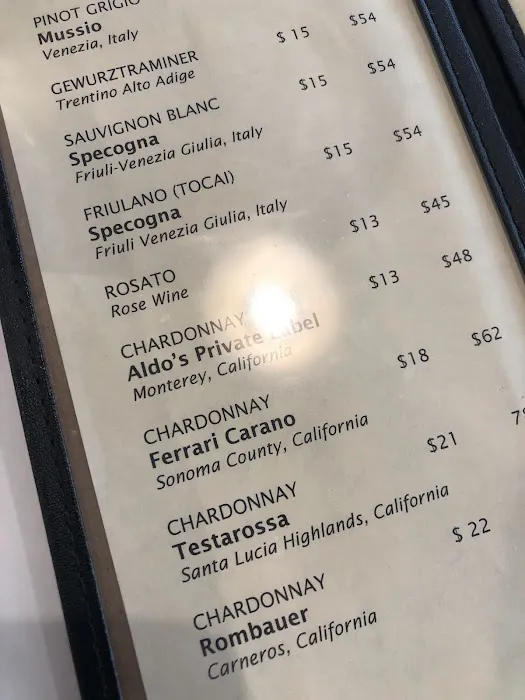 PINOT GRIGIO
Mussio
Venezia, Italy
GEWURZTRAMINER $ 15 $54
Trentino Alto Adige
SAUVIGNON BLANC $15 $54
Specogna
Friuli-Venezia Giulia, Italy
FRIULANO (TOCAI) $15 $54
Specogna
Friuli Venezia Giulia, Italy
ROSATO $13 $45
Rose Wine
CHARDONNAY $13 $48
Aldo's Private Label
Monterey, California
CHARDONNAY $18 $62
Ferrari Carano
Sonoma County, California
CHARDONNAY $21
Testarossa
Santa Lucia Highlands, California
CHARDONNAY $ 22
Rombauer
Carneros, California